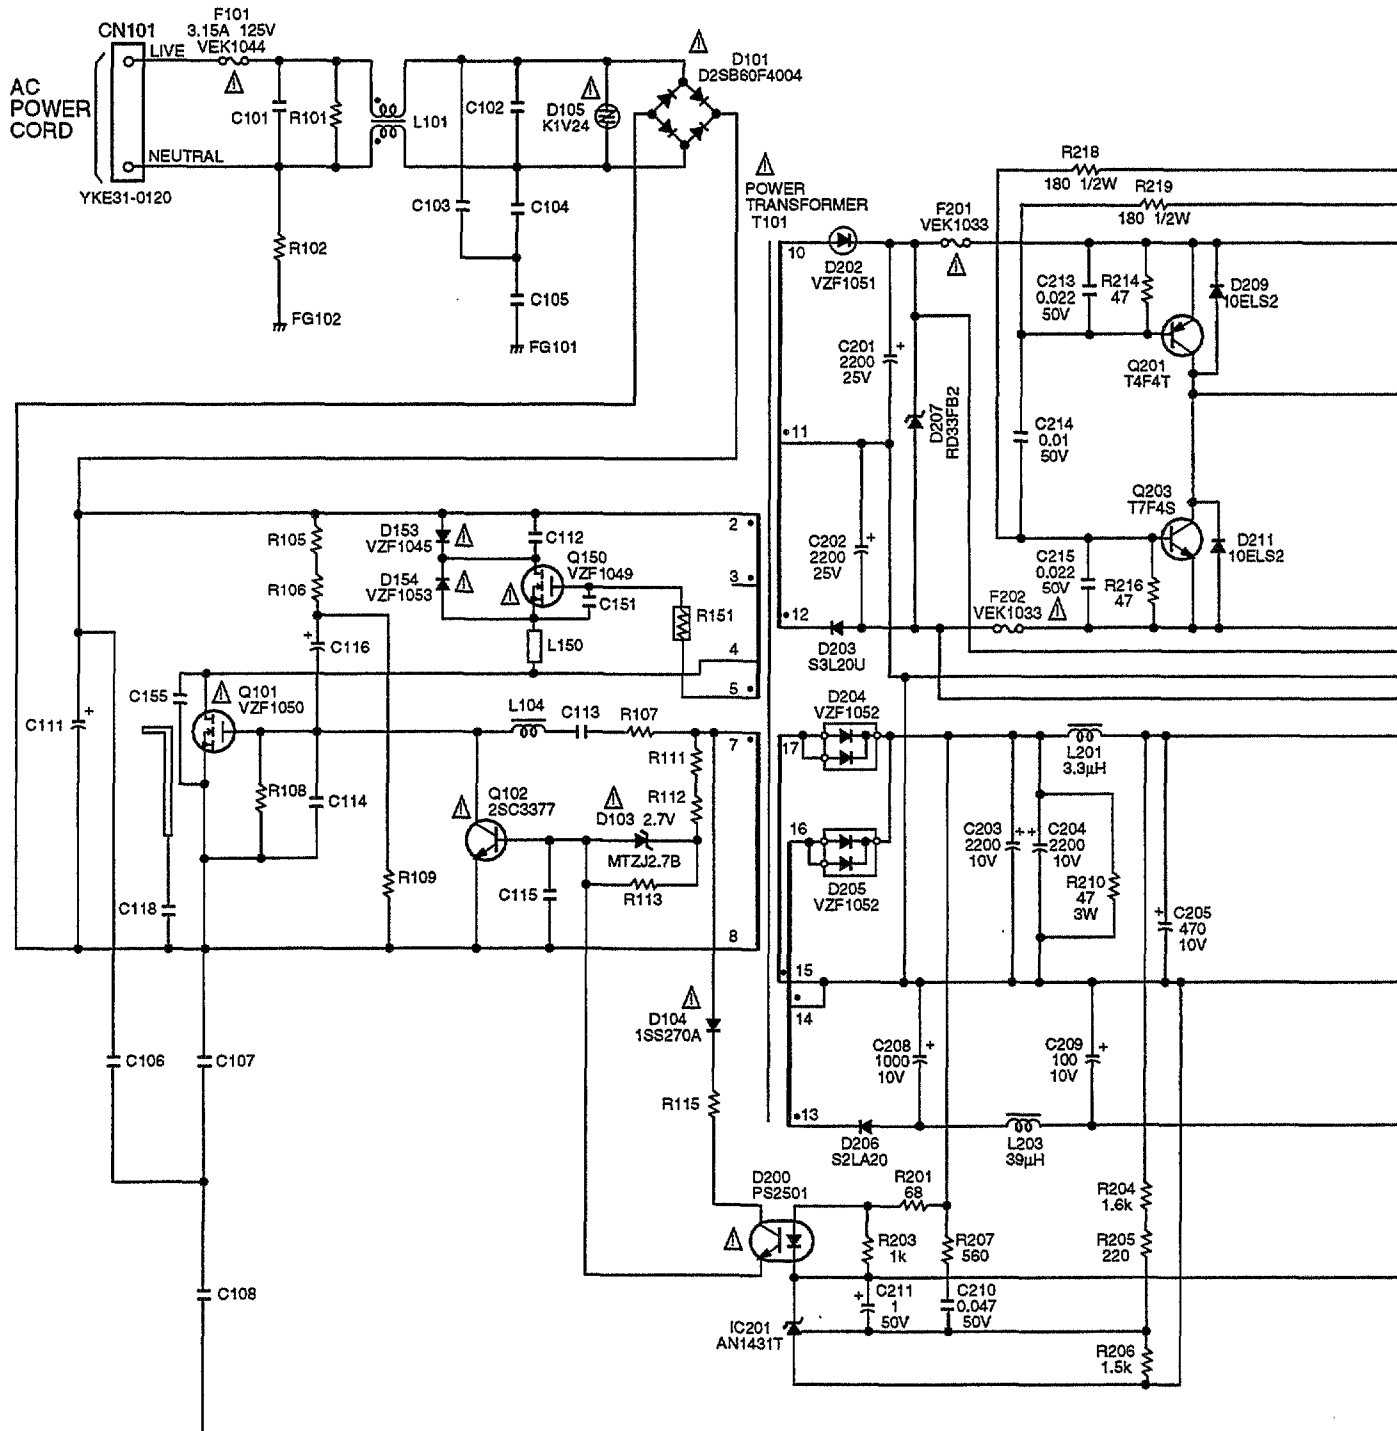 F101
3.15A 125V
VEK1044
CN101
LIVE
AC
POWER
CORD
NEUTRAL
YKE31-0120
C101
R101
L101
R102
FG102
C102
C103
C104
C105
FG101
D105
K1V24
D101
D2SB60F4004
POWER
TRANSFORMER
T101
R218
180 1/2W
R219
180 1/2W
F201
VEK1033
10
D202
VZF1051
C213
0.022
50V
R214
47
D209
10ELS2
Q201
T4F4T
C201
2200
25V
D207
RD33FB2
11
C214
0.01
50V
Q203
T7F4S
C202
2200
25V
C215
0.022
50V
R216
47
D211
10ELS2
12
F202
VEK1033
D203
S3L20U
R105
R106
D153
VZF1045
D154
VZF1053
C112
Q150
VZF1049
C151
R151
L150
2
3
4
5
C116
C155
Q101
VZF1050
C111
L104
C113
R107
7
R111
R112
R108
C114
Q102
2SC3377
D103 2.7V
MTZJ2.7B
R113
C115
R109
C118
8
D204
VZF1052
17
16
D205
VZF1052
L201
3.3μH
C203
2200
10V
C204
2200
10V
R210
47
3W
C205
470
10V
15
14
D104
1SS270A
C106
C107
R115
C208
1000
10V
C209
100
10V
13
D206
S2LA20
L203
39μH
D200
PS2501
R201
68
R204
1.6k
R203
1k
R207
560
R205
220
C108
C211
1
50V
C210
0.047
50V
IC201
AN1431T
R206
1.5k